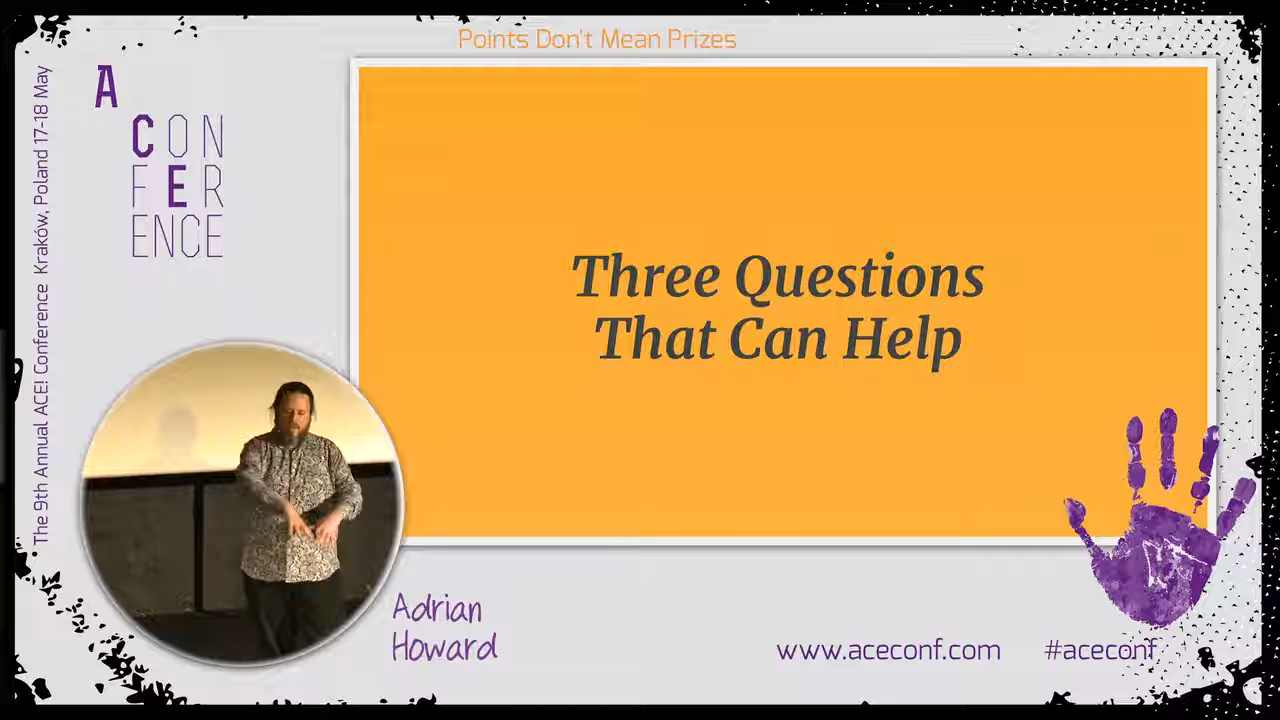 Points Don't Mean Prizes
The 9th Annual ACE! Conference Kraków, Poland 17-18 May
A
CON
FER
ENCE
Three Questions
That Can Help
Adrian
Howard
www.aceconf.com
#aceconf